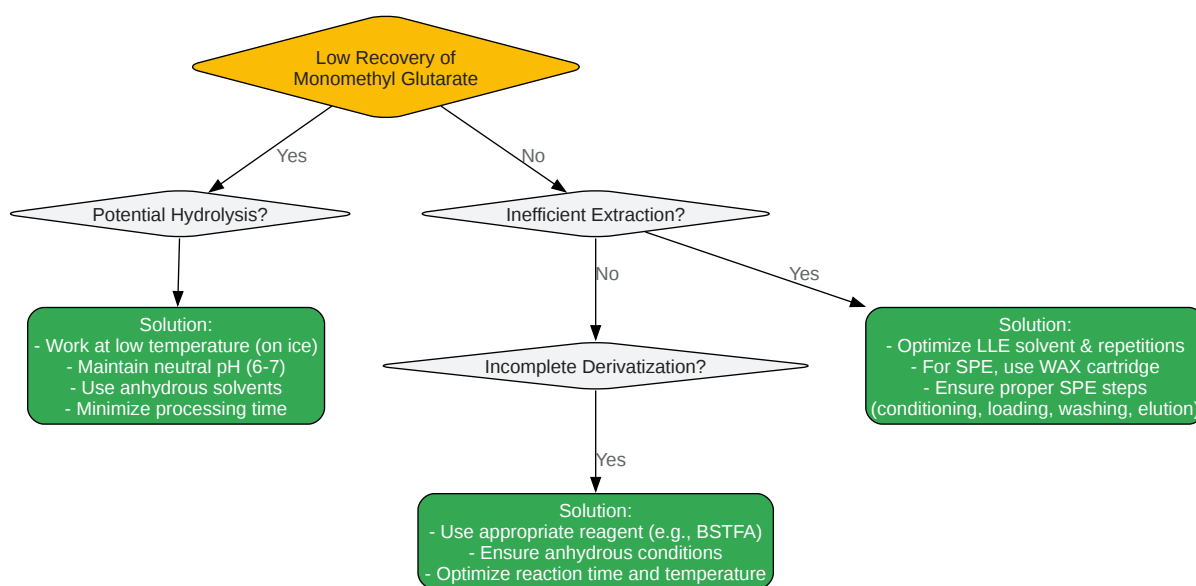 Low Recovery of
Monomethyl Glutarate
Yes
No
Potential Hydrolysis?
Inefficient Extraction?
No
Yes
Solution:
- Work at low temperature (on ice)
- Maintain neutral pH (6-7)
- Use anhydrous solvents
- Minimize processing time
Incomplete Derivatization?
Solution:
- Optimize LLE solvent & repetitions
- For SPE, use WAX cartridge
- Ensure proper SPE steps
(conditioning, loading, washing, elution)
Yes
Solution:
- Use appropriate reagent (e.g., BSTFA)
- Ensure anhydrous conditions
- Optimize reaction time and temperature